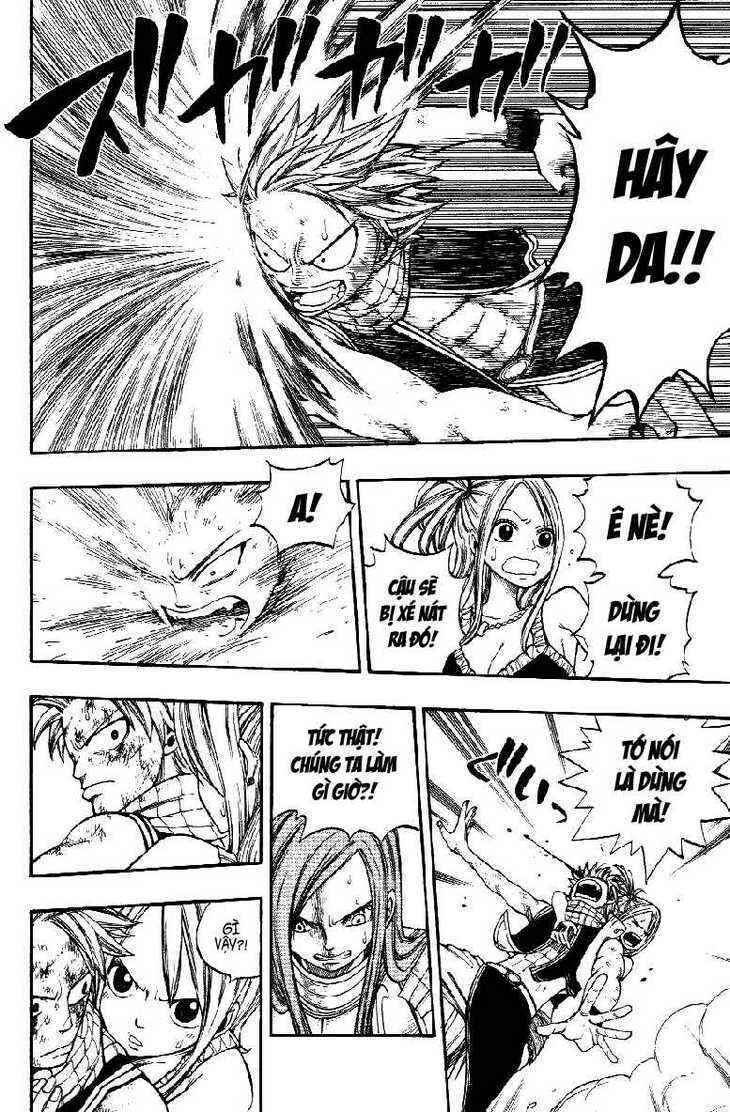 ズガガガ
HÂY
DA!!
Ê NÈ!
DỪNG
LẠI ĐI!
CẬU SẼ
BỊ XÉ NÁT
RA ĐÓ!
A!
TỚ NÓI
LÀ DỪNG
MÀ!
TỨC THẬT!
CHÚNG TA LÀM
GÌ GIỜ?!
GÌ
VẬY?!